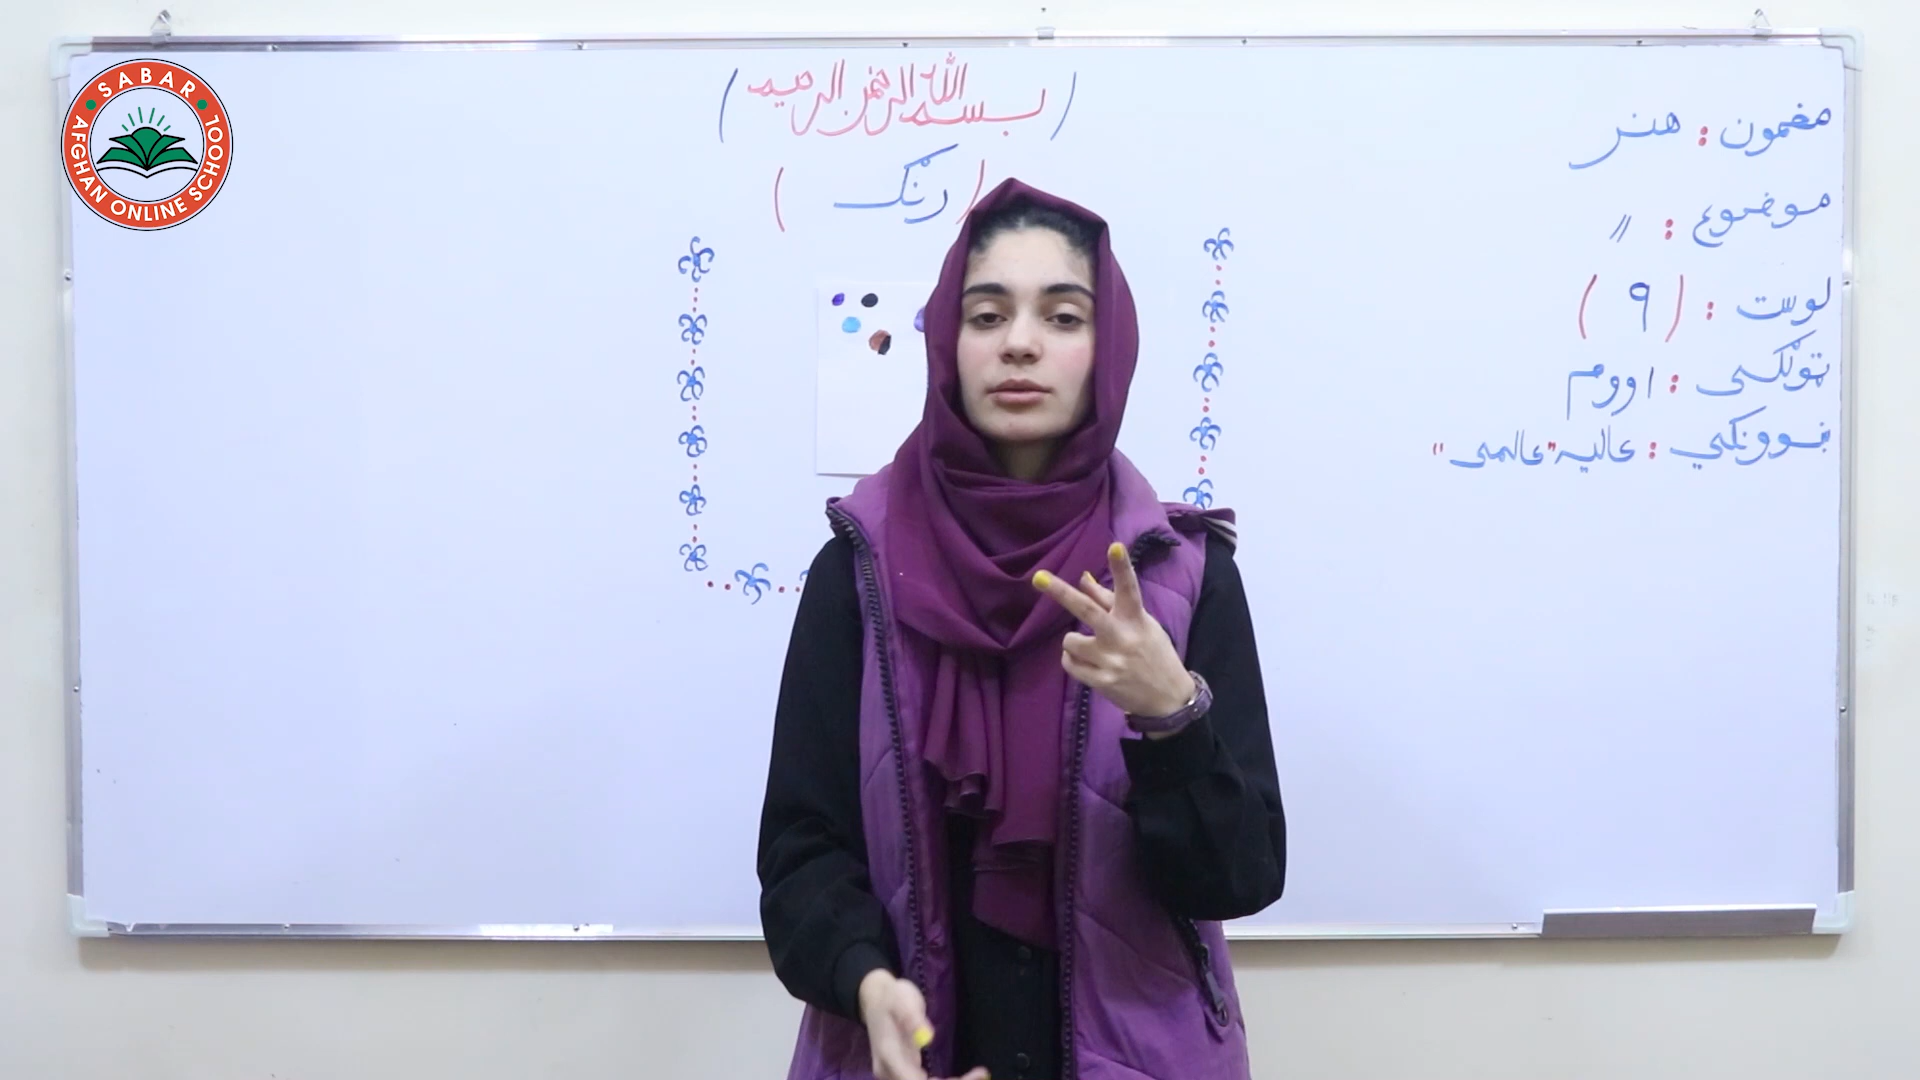 SABAR
AFGHAN ONLINE SCHOOL
( بسم الله الرحمن الرحیم )
( رنګ )
مضمون : هنر
موضوع : //
لوست : ( ۹ )
ټولګی : اووم
ښوونکې : عالیه "عالمی"